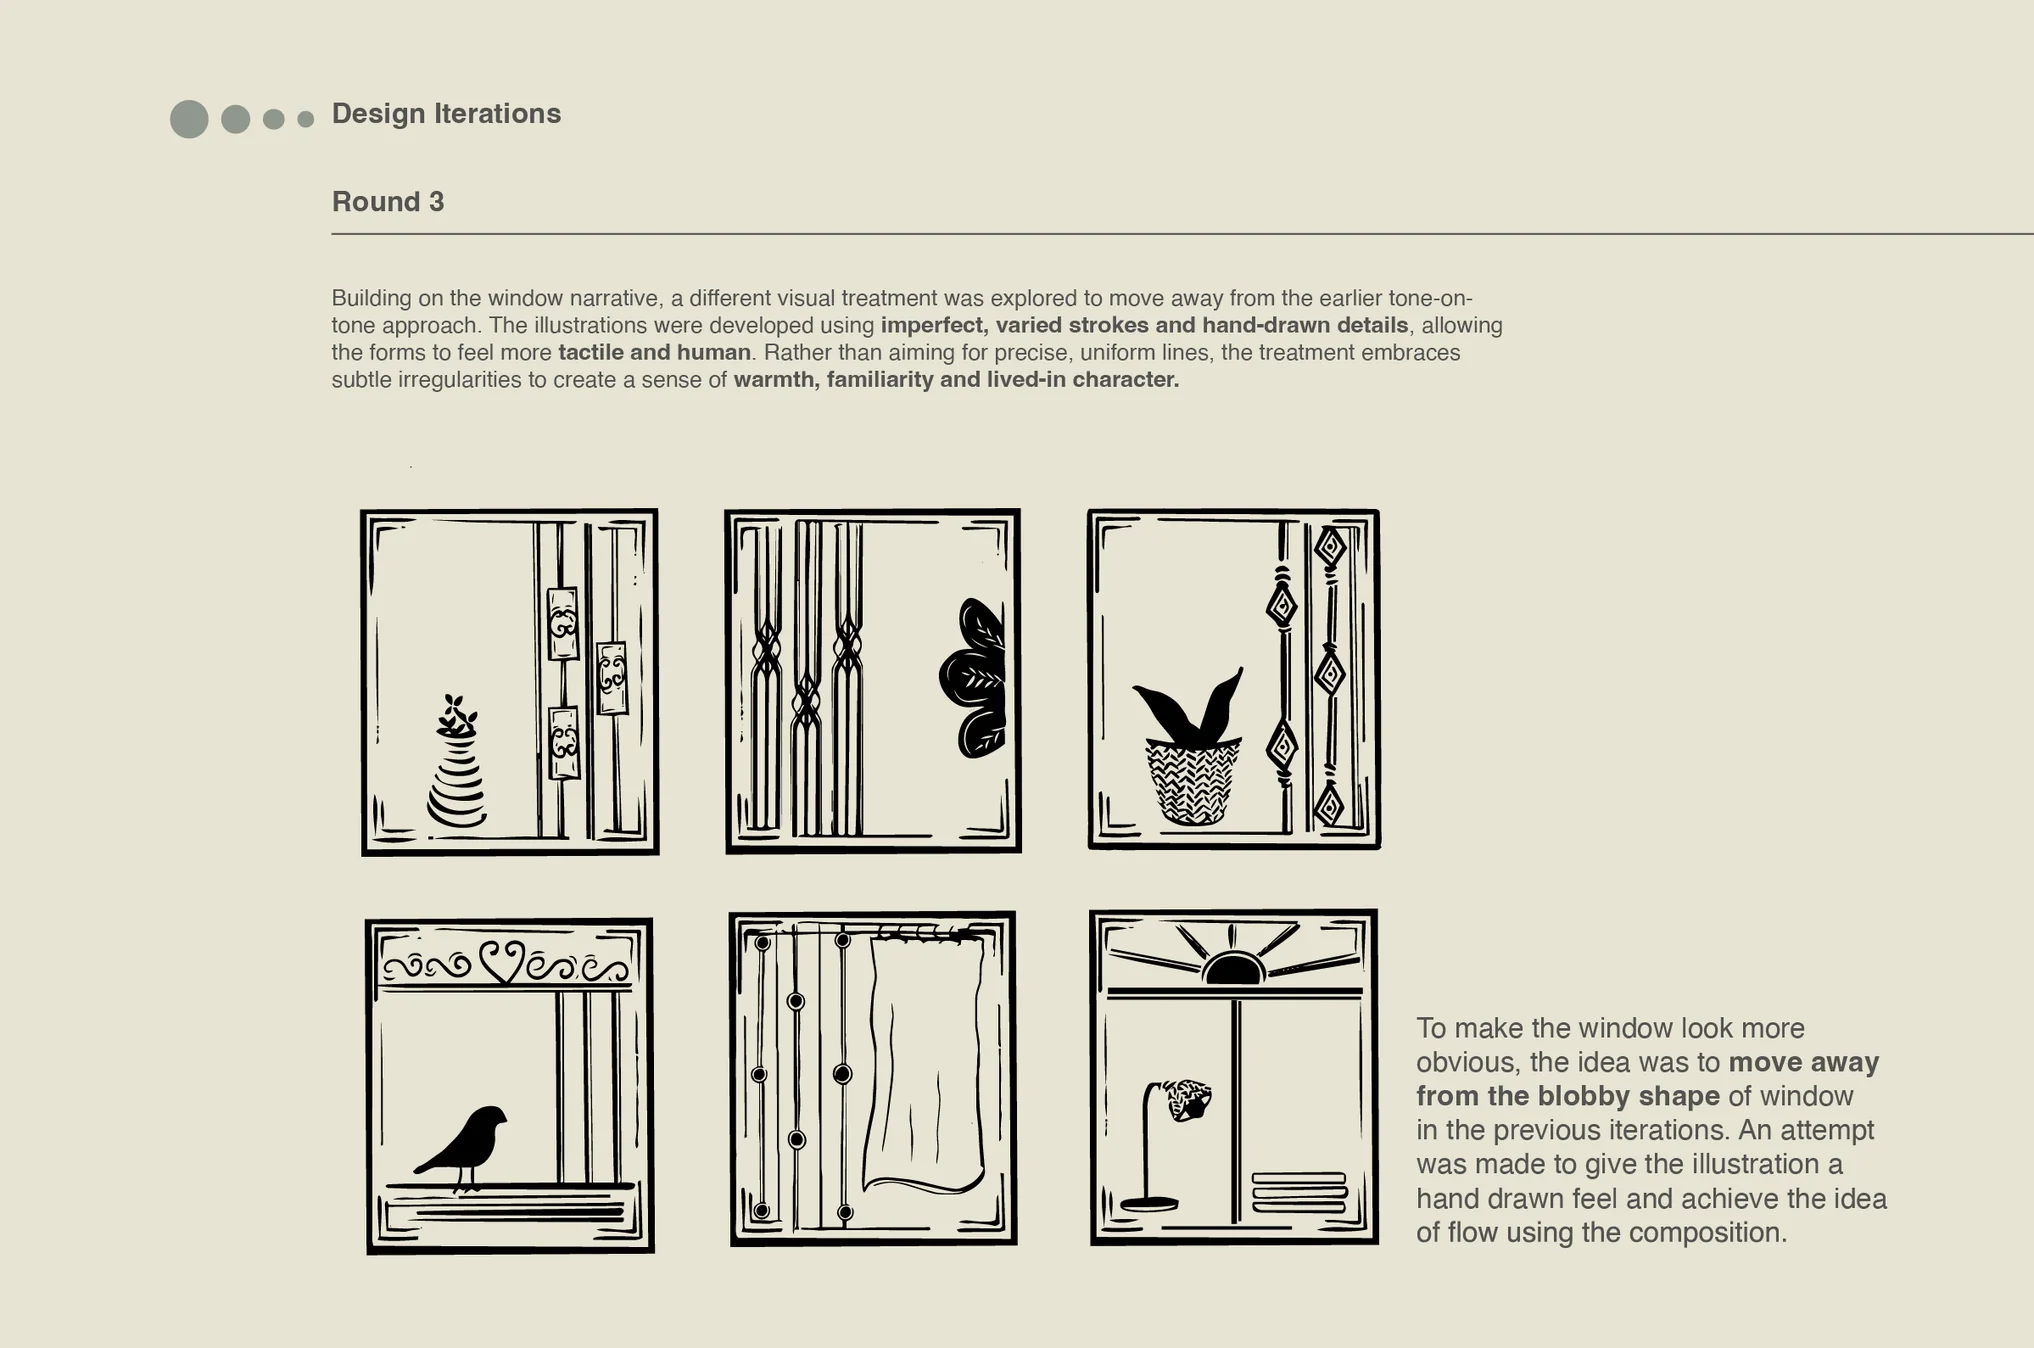 Design Iterations
Round 3
Building on the window narrative, a different visual treatment was explored to move away from the earlier tone-on-
tone approach. The illustrations were developed using imperfect, varied strokes and hand-drawn details, allowing
the forms to feel more tactile and human. Rather than aiming for precise, uniform lines, the treatment embraces
subtle irregularities to create a sense of warmth, familiarity and lived-in character.
To make the window look more
obvious, the idea was to move away
from the blobby shape of window
in the previous iterations. An attempt
was made to give the illustration a
hand drawn feel and achieve the idea
of flow using the composition.